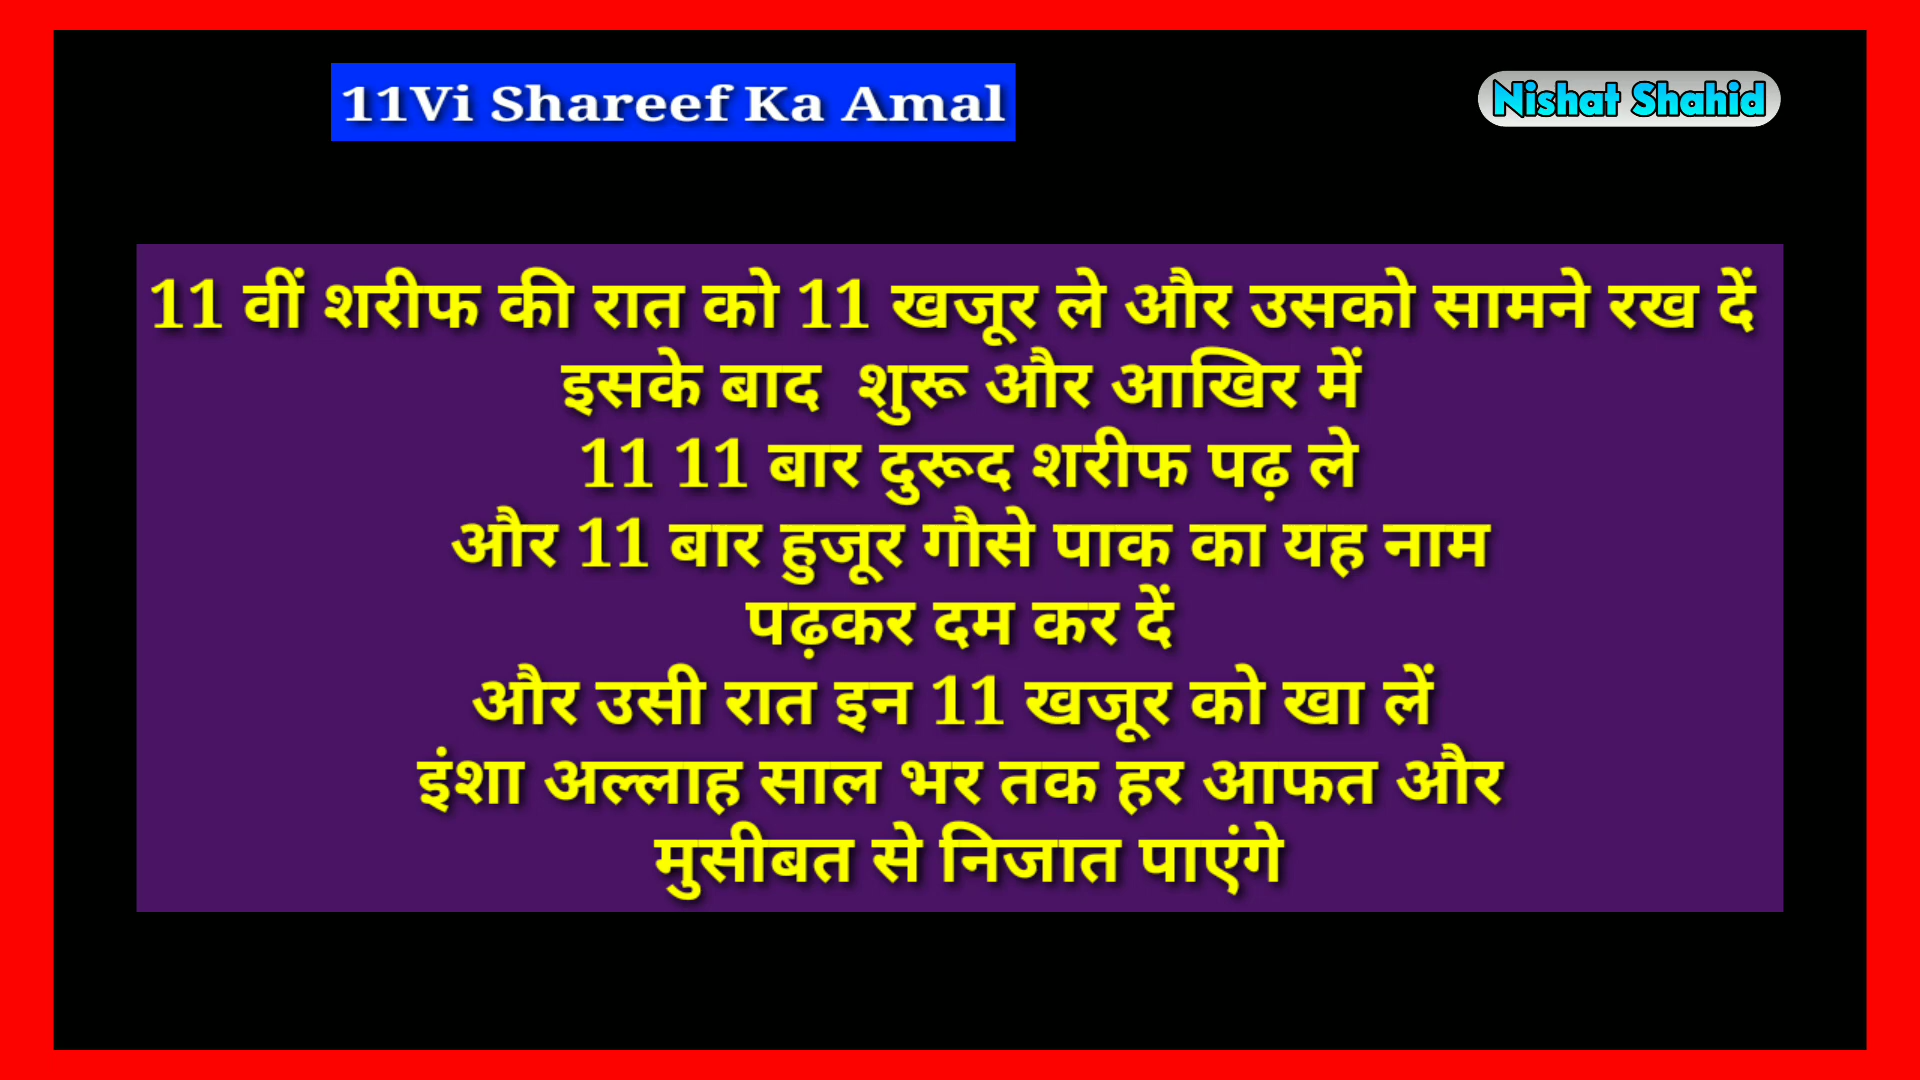 11Vi Shareef Ka Amal
Nishat Shahid
11 वीं शरीफ की रात को 11 खजूर ले और उसको सामने रख दें
इसके बाद शुरू और आखिर में
11 11 बार दुरूद शरीफ पढ़ ले
और 11 बार हुजूर गौसे पाक का यह नाम
पढ़कर दम कर दें
और उसी रात इन 11 खजूर को खा लें
इंशा अल्लाह साल भर तक हर आफत और
मुसीबत से निजात पाएंगे